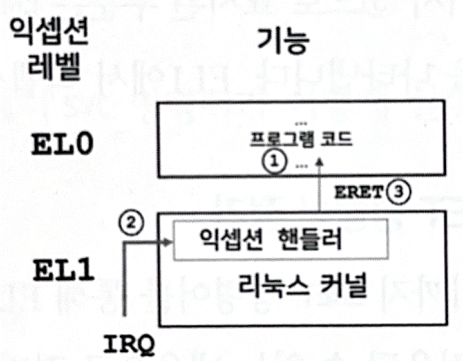 익셉션 레벨
기능
EL0
...
프로그램 코드
① ...
ERET ③
②
EL1
익셉션 핸들러
리눅스 커널
IRQ